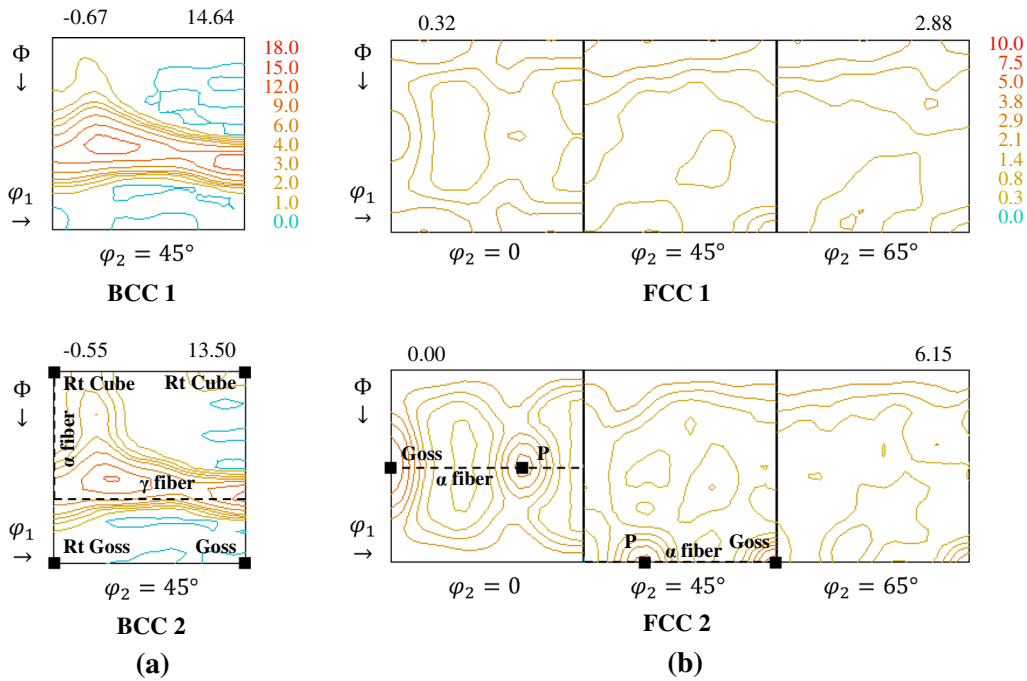 -0.67 14.64
Φ
↓
φ1
→
18.0
15.0
12.0
9.0
6.0
4.0
3.0
2.0
1.0
0.0
φ2 = 45°
BCC 1
0.32 2.88
Φ
↓
φ1
→
10.0
7.5
5.0
3.8
2.9
2.1
1.4
0.8
0.3
0.0
φ2 = 0 φ2 = 45° φ2 = 65°
FCC 1
-0.55 13.50
Φ
↓
Rt Cube Rt Cube
α fiber
γ fiber
φ1
→
Rt Goss Goss
φ2 = 45°
BCC 2
(a)
0.00 6.15
Φ
↓
Goss P
α fiber
φ1
→
P α fiber Goss
φ2 = 0 φ2 = 45° φ2 = 65°
FCC 2
(b)